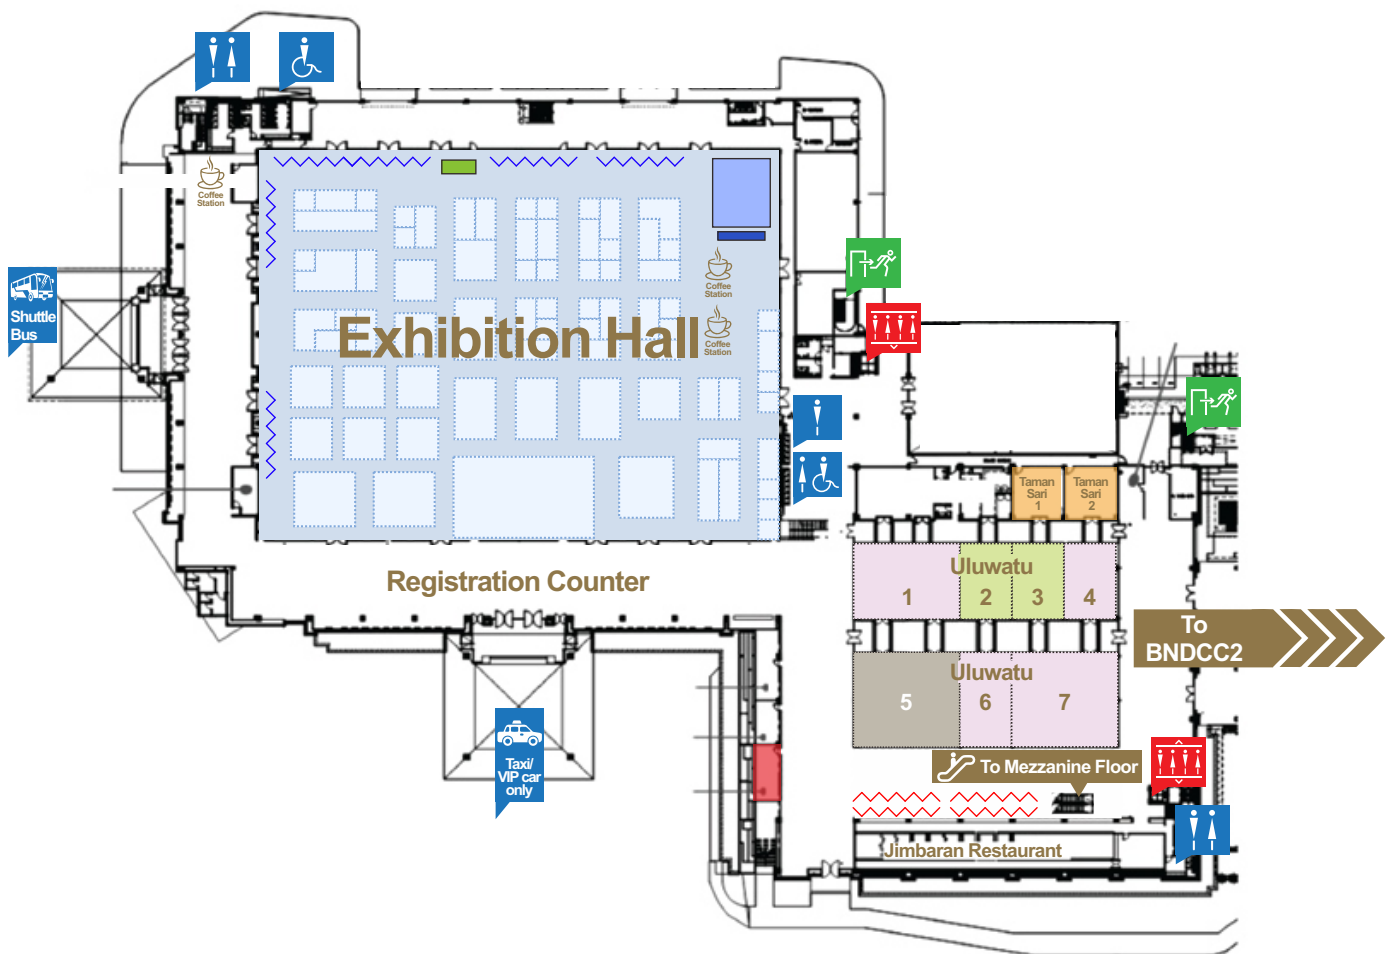 Coffee
Station
Shuttle
Bus
Coffee
Station
Exhibition Hall
Coffee
Station
Taman
Sari
1
Taman
Sari
2
Registration Counter
Uluwatu
1
2
3
4
To
BNDCC2
Uluwatu
5
6
7
Taxi/
VIP car
only
To Mezzanine Floor
Jimbaran Restaurant